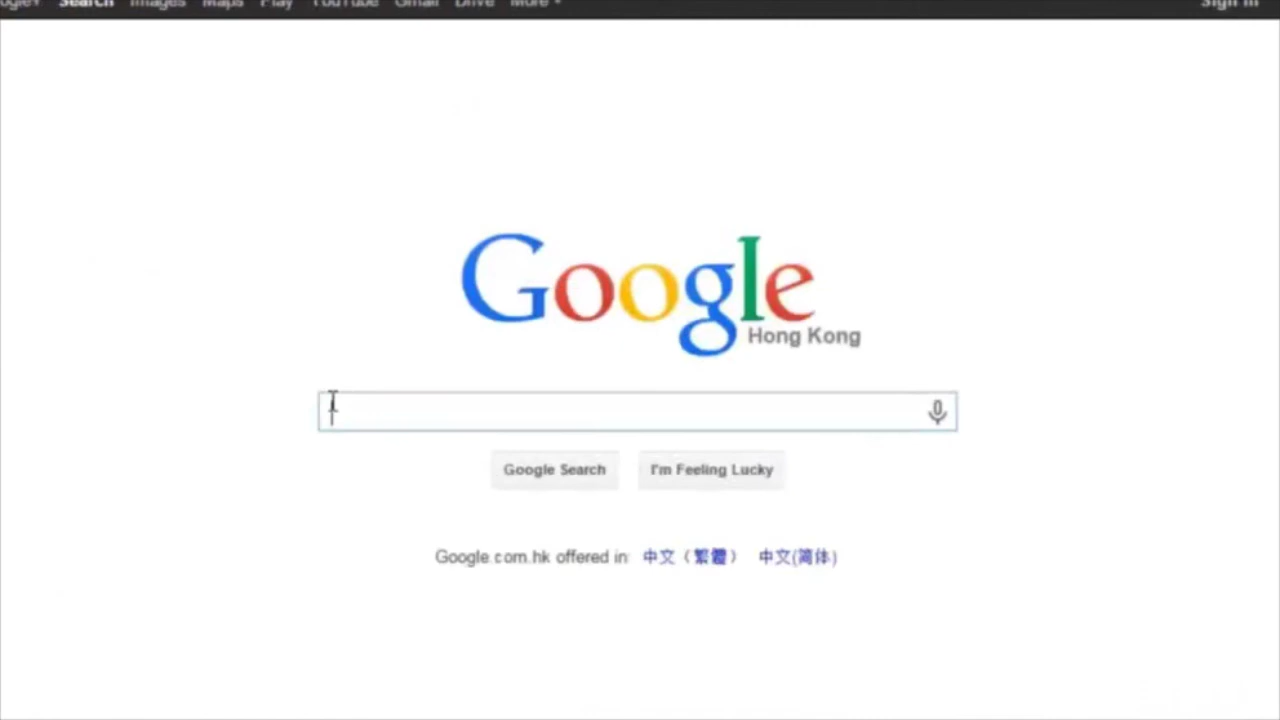 Search Images Maps Play YouTube Gmail Drive More Sign in
Google
Hong Kong
Google Search I'm Feeling Lucky
Google.com.hk offered in: 中文（繁體） 中文(简体)